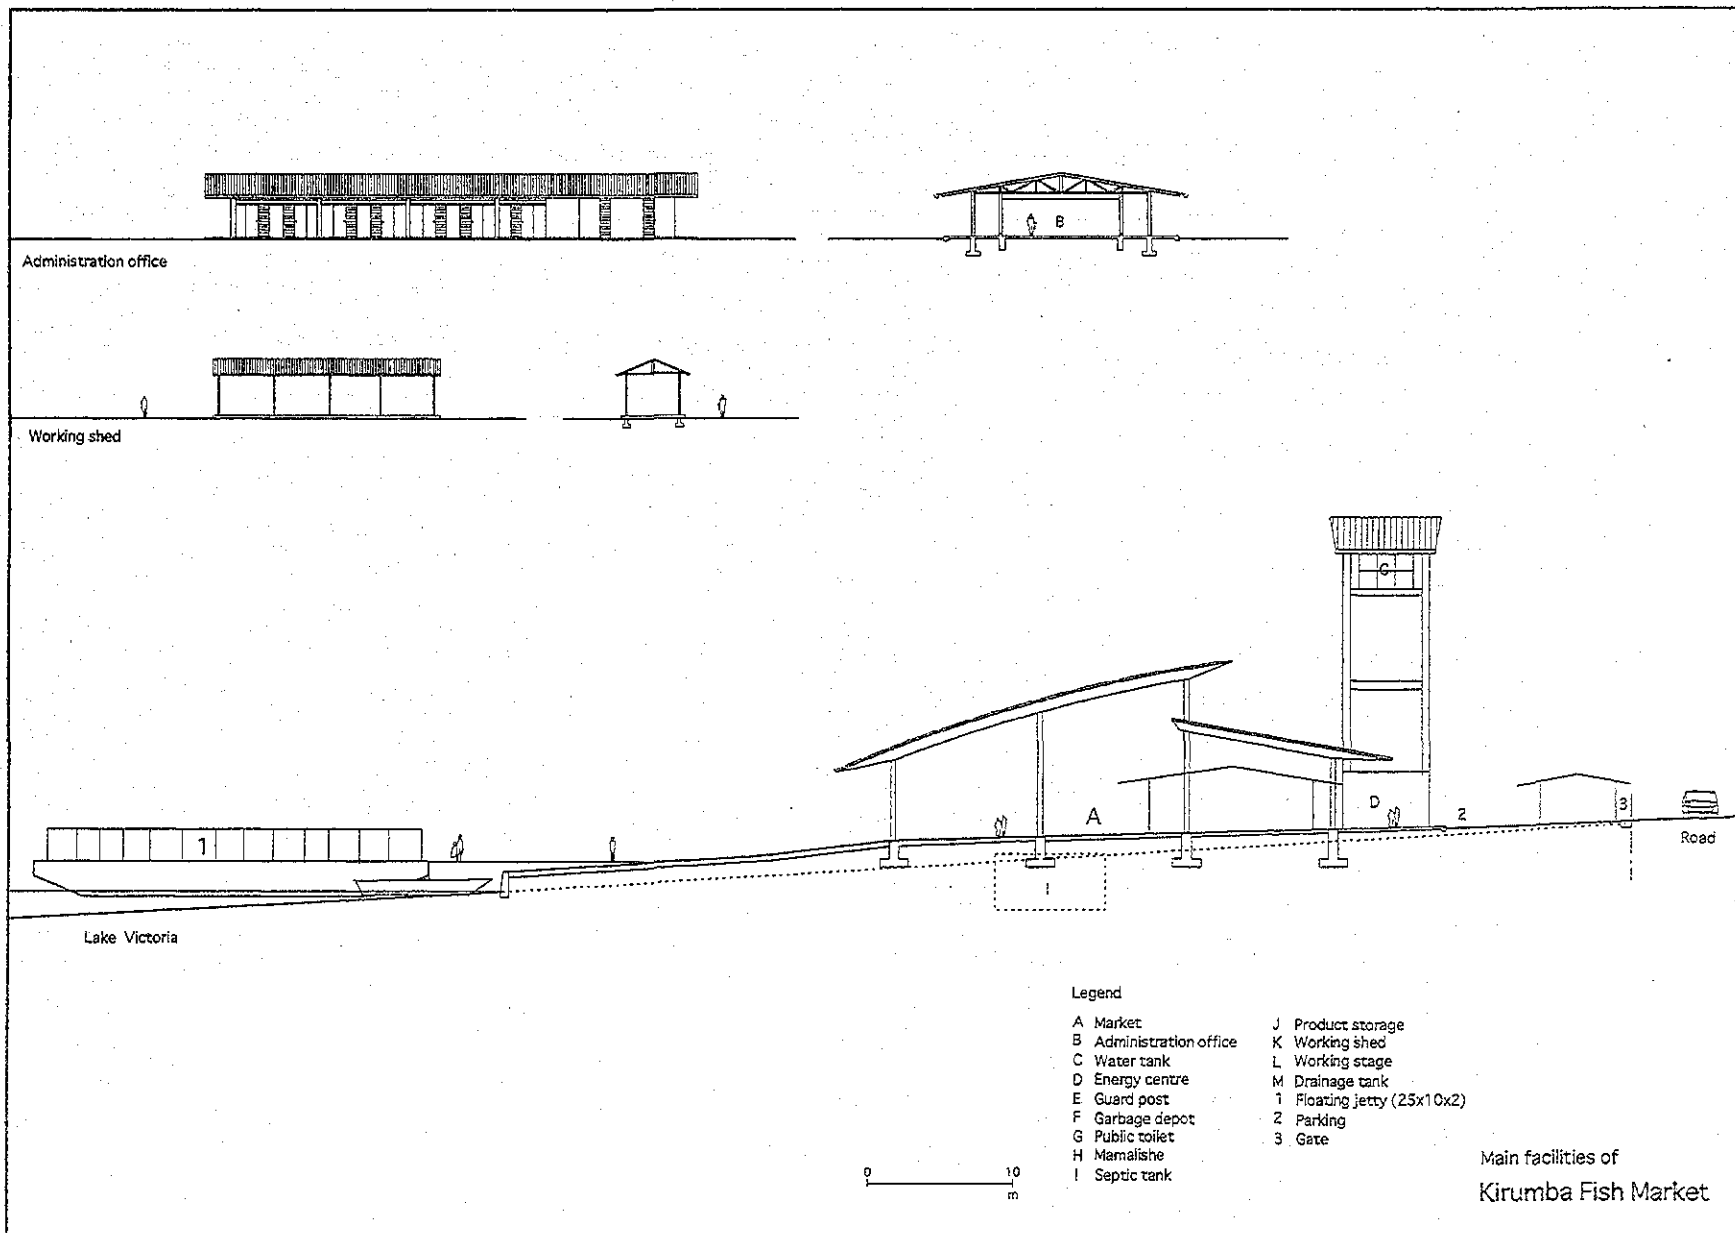 B
Administration office
Working shed
C
A
D
2
3
1
Road
I
Lake Victoria
Legend
A Market
B Administration office
C Water tank
D Energy centre
E Guard post
F Garbage depot
G Public toilet
H Mamalishe
I Septic tank
J Product storage
K Working shed
L Working stage
M Drainage tank
1 Floating jetty (25x10x2)
2 Parking
3 Gate
0 10
m
Main facilities of
Kirumba Fish Market